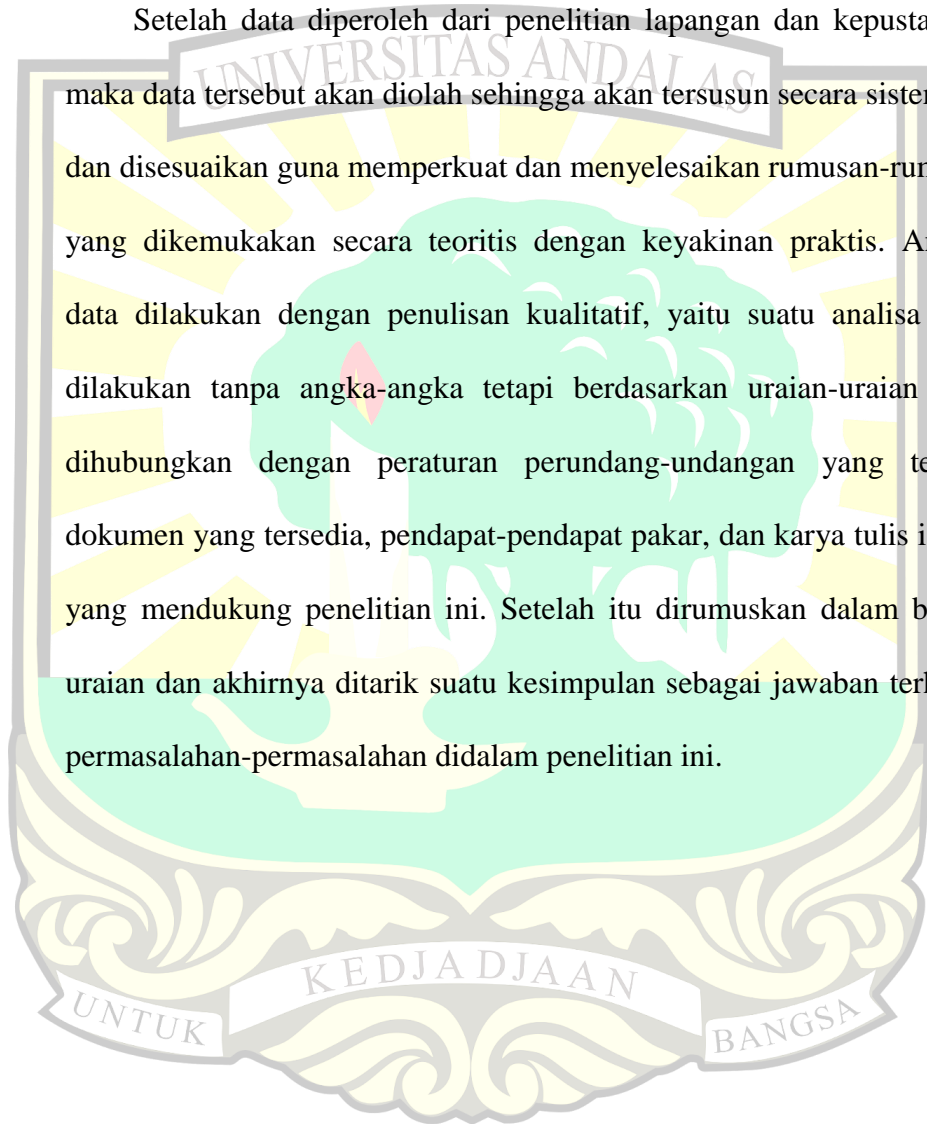 Setelah data diperoleh dari penelitian lapangan dan kepusta
UNIVERSITAS ANDALAS
maka data tersebut akan diolah sehingga akan tersusun secara siste
dan disesuaikan guna memperkuat dan menyelesaikan rumusan-ru
yang dikemukakan secara teoritis dengan keyakinan praktis. A
data dilakukan dengan penulisan kualitatif, yaitu suatu analisa
dilakukan tanpa angka-angka tetapi berdasarkan uraian-uraian
dihubungkan dengan peraturan perundang-undangan yang te
dokumen yang tersedia, pendapat-pendapat pakar, dan karya tulis i
yang mendukung penelitian ini. Setelah itu dirumuskan dalam b
uraian dan akhirnya ditarik suatu kesimpulan sebagai jawaban ter
permasalahan-permasalahan didalam penelitian ini.
UNTUK KEDJADJAAN BANGSA